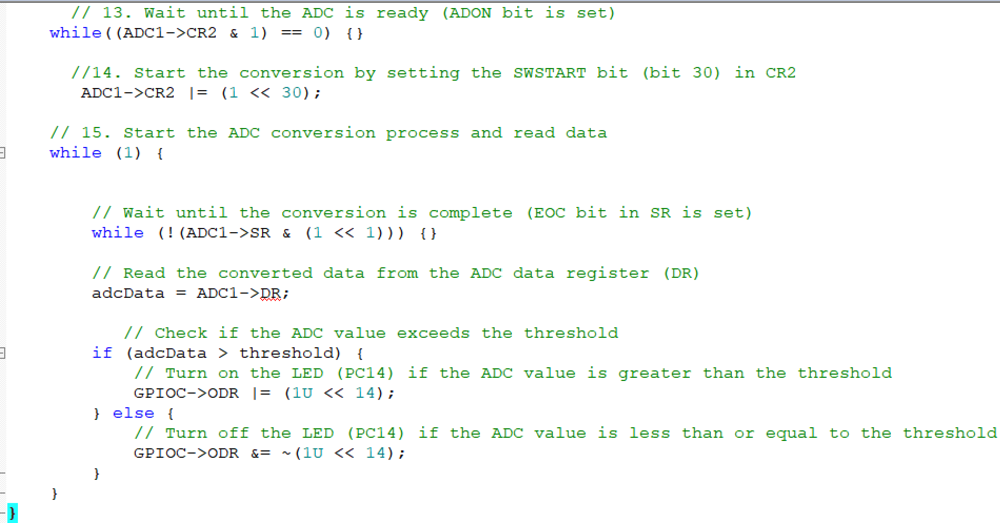 // 13. Wait until the ADC is ready (ADON bit is set)
while((ADC1->CR2 & 1) == 0) {}
//14. Start the conversion by setting the SWSTART bit (bit 30) in CR2
ADC1->CR2 |= (1 << 30);
// 15. Start the ADC conversion process and read data
while (1) {
// Wait until the conversion is complete (EOC bit in SR is set)
while (!(ADC1->SR & (1 << 1))) {}
// Read the converted data from the ADC data register (DR)
adcData = ADC1->DR;
// Check if the ADC value exceeds the threshold
if (adcData > threshold) {
// Turn on the LED (PC14) if the ADC value is greater than the threshold
GPIOC->ODR |= (1U << 14);
} else {
// Turn off the LED (PC14) if the ADC value is less than or equal to the threshold
GPIOC->ODR &= ~(1U << 14);
}
}
}